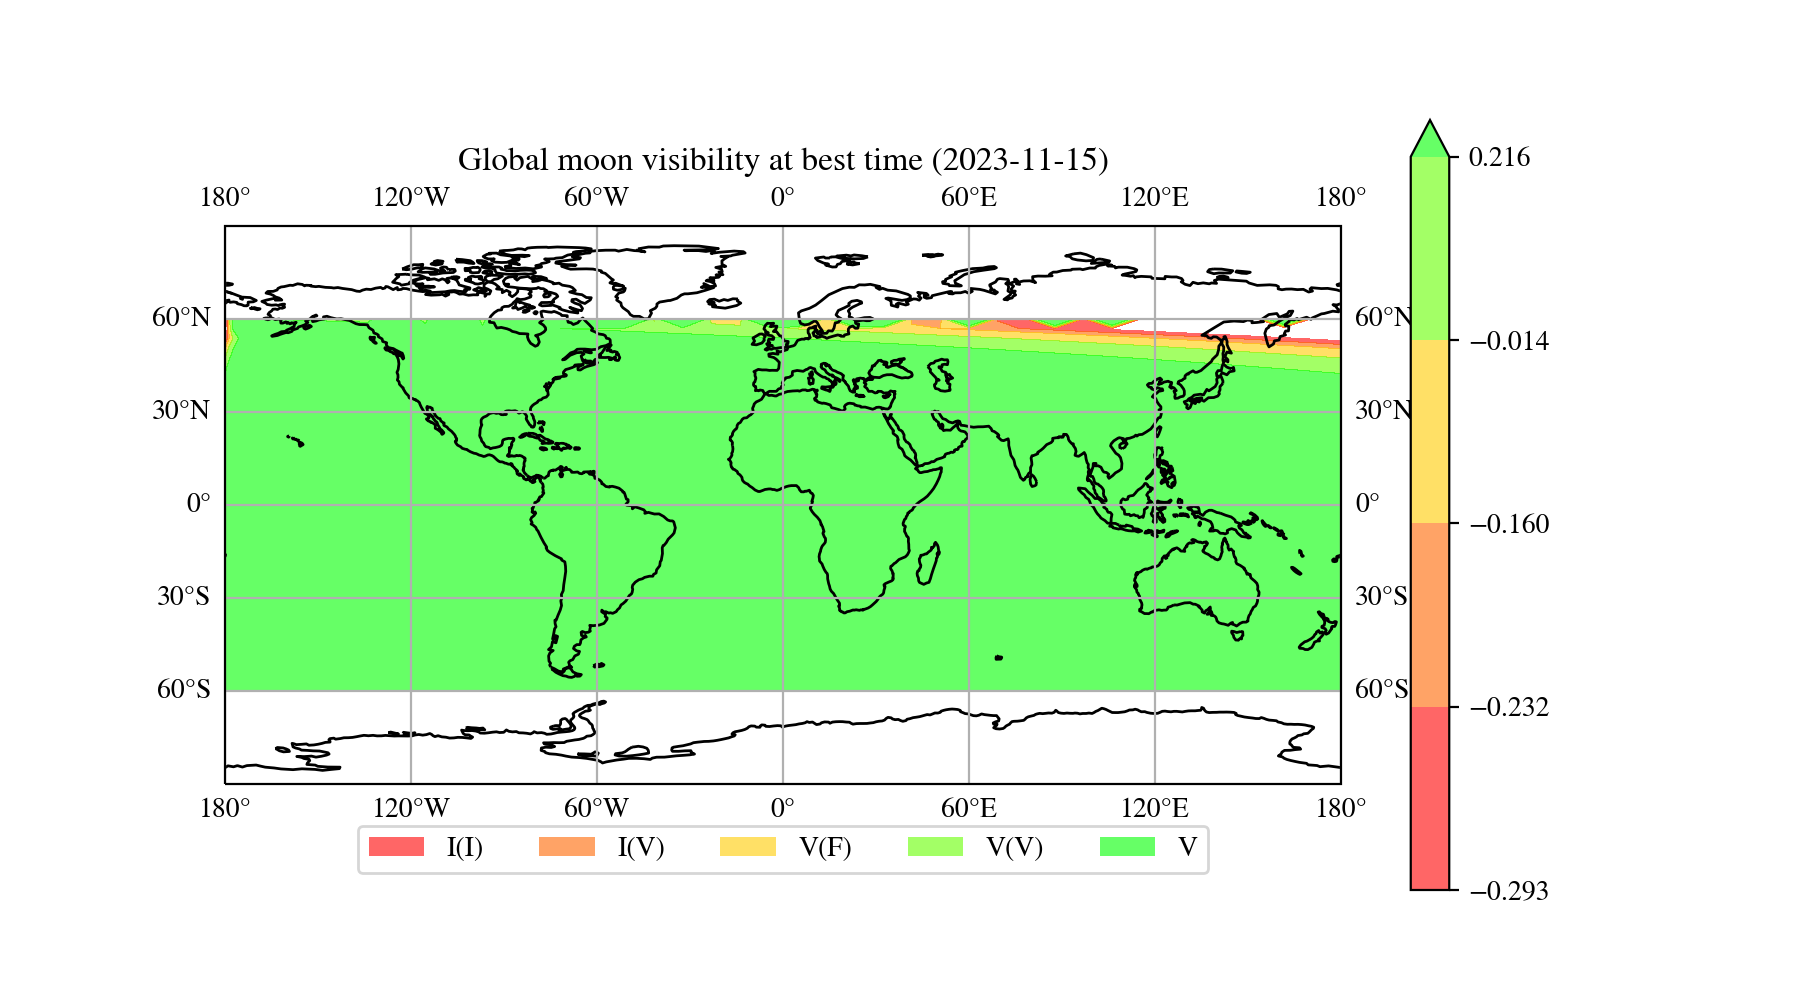 Global moon visibility at best time (2023-11-15)
180° 120°W 60°W 0° 60°E 120°E 180°
60°N 60°N
30°N 30°N
0° 0°
30°S 30°S
60°S 60°S
180° 120°W 60°W 0° 60°E 120°E 180°
I(I) I(V) V(F) V(V) V
0.216
−0.014
−0.160
−0.232
−0.293